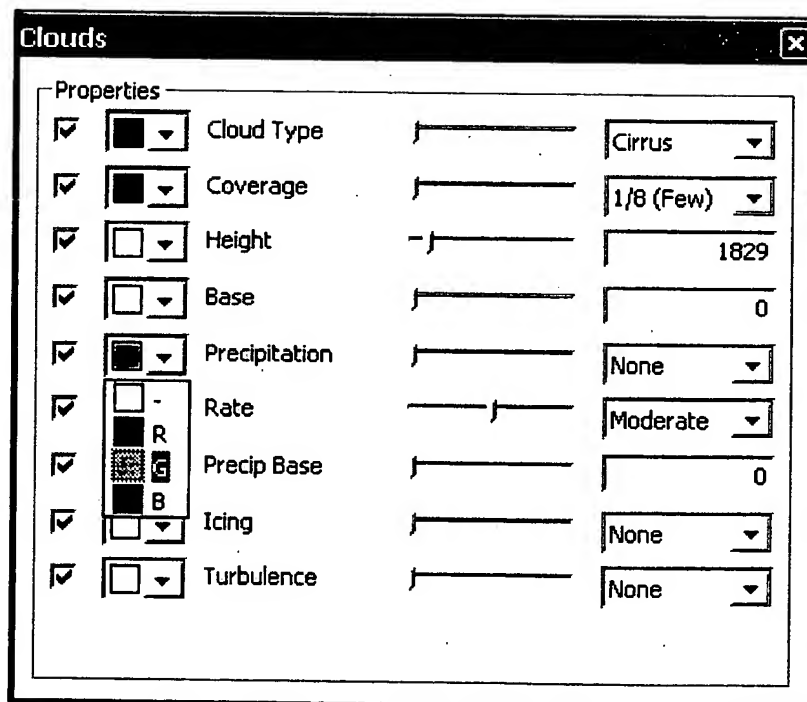 Clouds
Properties
Cloud Type Cirrus
Coverage 1/8 (Few)
Height 1829
Base 0
Precipitation None
-
Rate Moderate
R
G
Precip Base 0
B
Icing None
Turbulence None